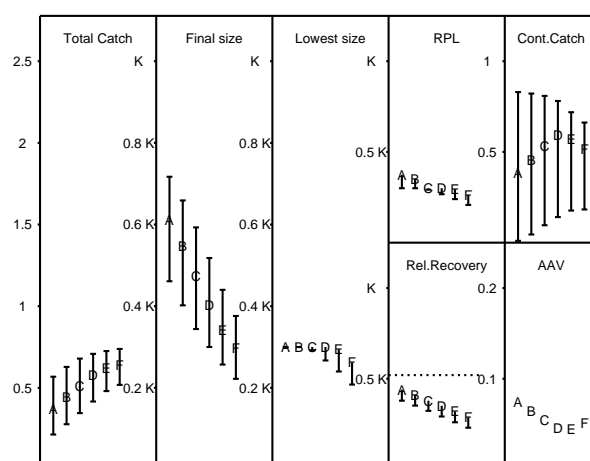 Total Catch Final size Lowest size RPL Cont.Catch
2.5 K K K 1
2 0.8 K 0.8 K
0.5 K 0.5
1.5 0.6 K 0.6 K
A B C D E F
A B C D E F
A B C D E F
Rel.Recovery AAV
1 0.4 K 0.4 K K 0.2
A B C D E F
A B C D E F
0.5 0.2 K 0.2 K 0.5 K 0.1
A B C D E F
A B C D E F